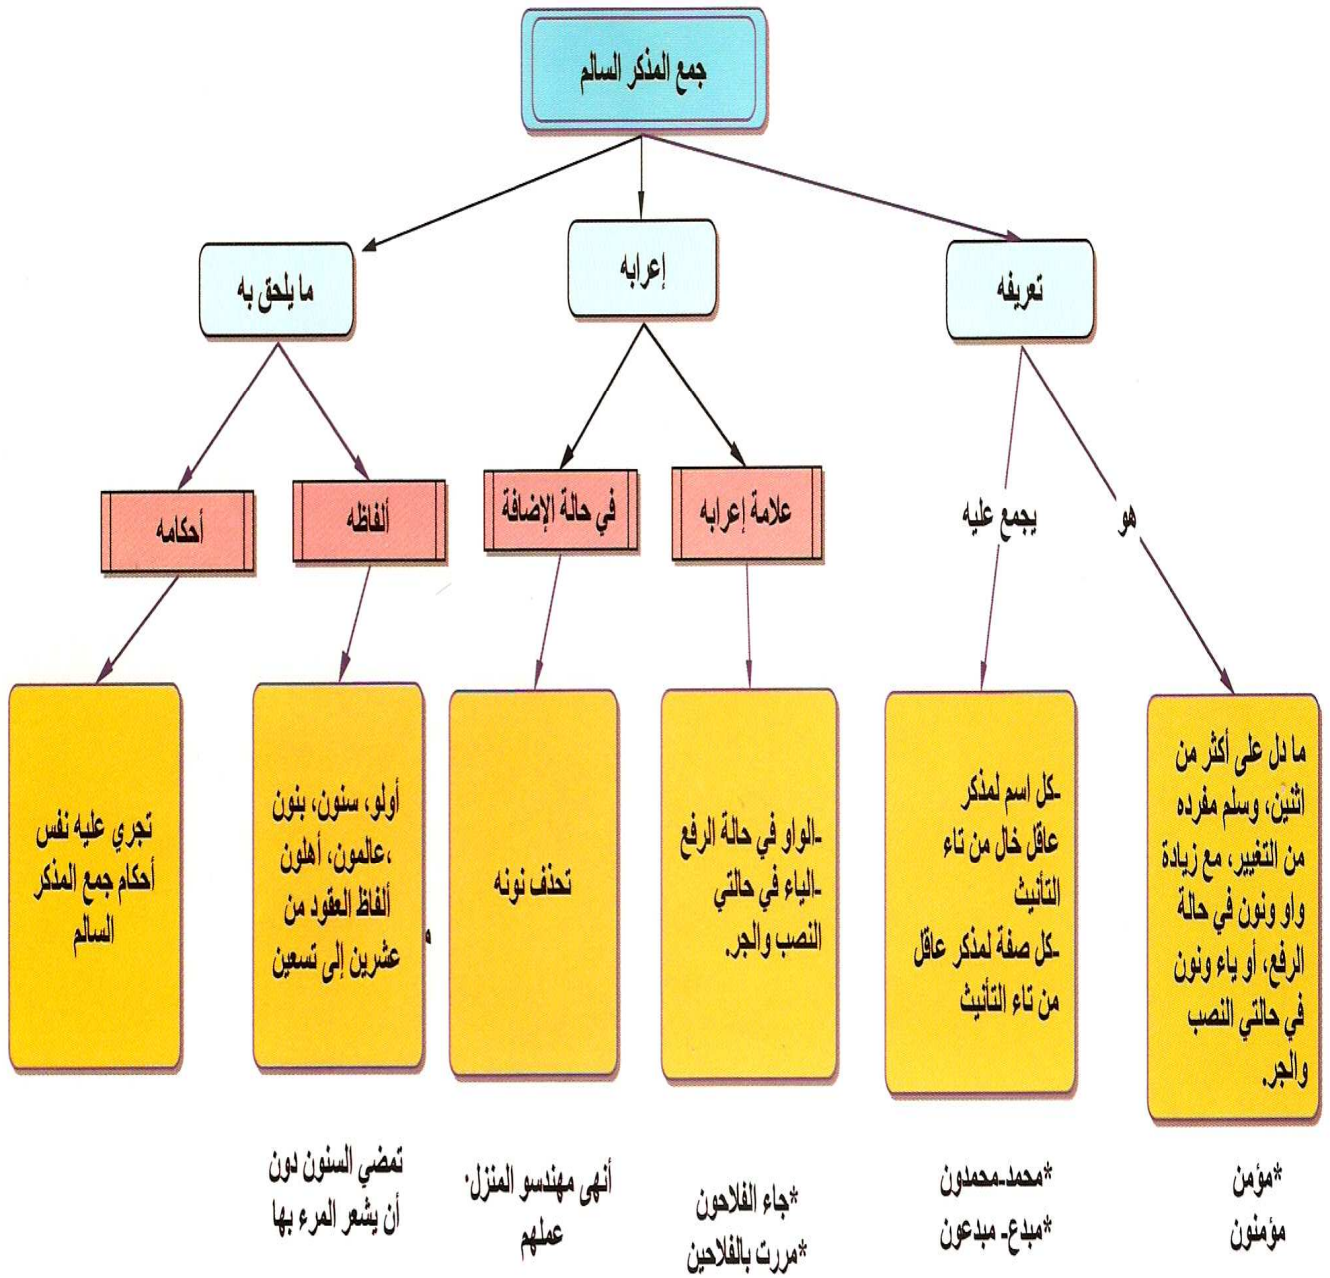 جمع المذكر السالم
تعريفه
إعرابه
ما يلحق به
هو
يجمع عليه
علامة إعرابه
في حالة الإضافة
ألفاظه
أحكامه
ما دل على أكثر من
اثنين، وسلم مفرده
من التغيير، مع زيادة
واو ونون في حالة
الرفع، أو ياء ونون
في حالتي النصب
والجر.
-كل اسم لمذكر
عاقل خال من تاء
التأنيث
-كل صفة لمذكر عاقل
من تاء التأنيث
-الواو في حالة الرفع
-الياء في حالتي
النصب والجر.
تحذف نونه
أولو، سنون، بنون
،عالمون، أهلون
ألفاظ العقود من
عشرين إلى تسعين
م
تجري عليه نفس
أحكام جمع المذكر
السالم
*مؤمن
مؤمنون
*محمد-محمدون
*مبدع- مبدعون
*جاء الفلاحون
*مررت بالفلاحين
أنهى مهندسو المنزل
عملهم
تمضي السنون دون
أن يشعر المرء بها